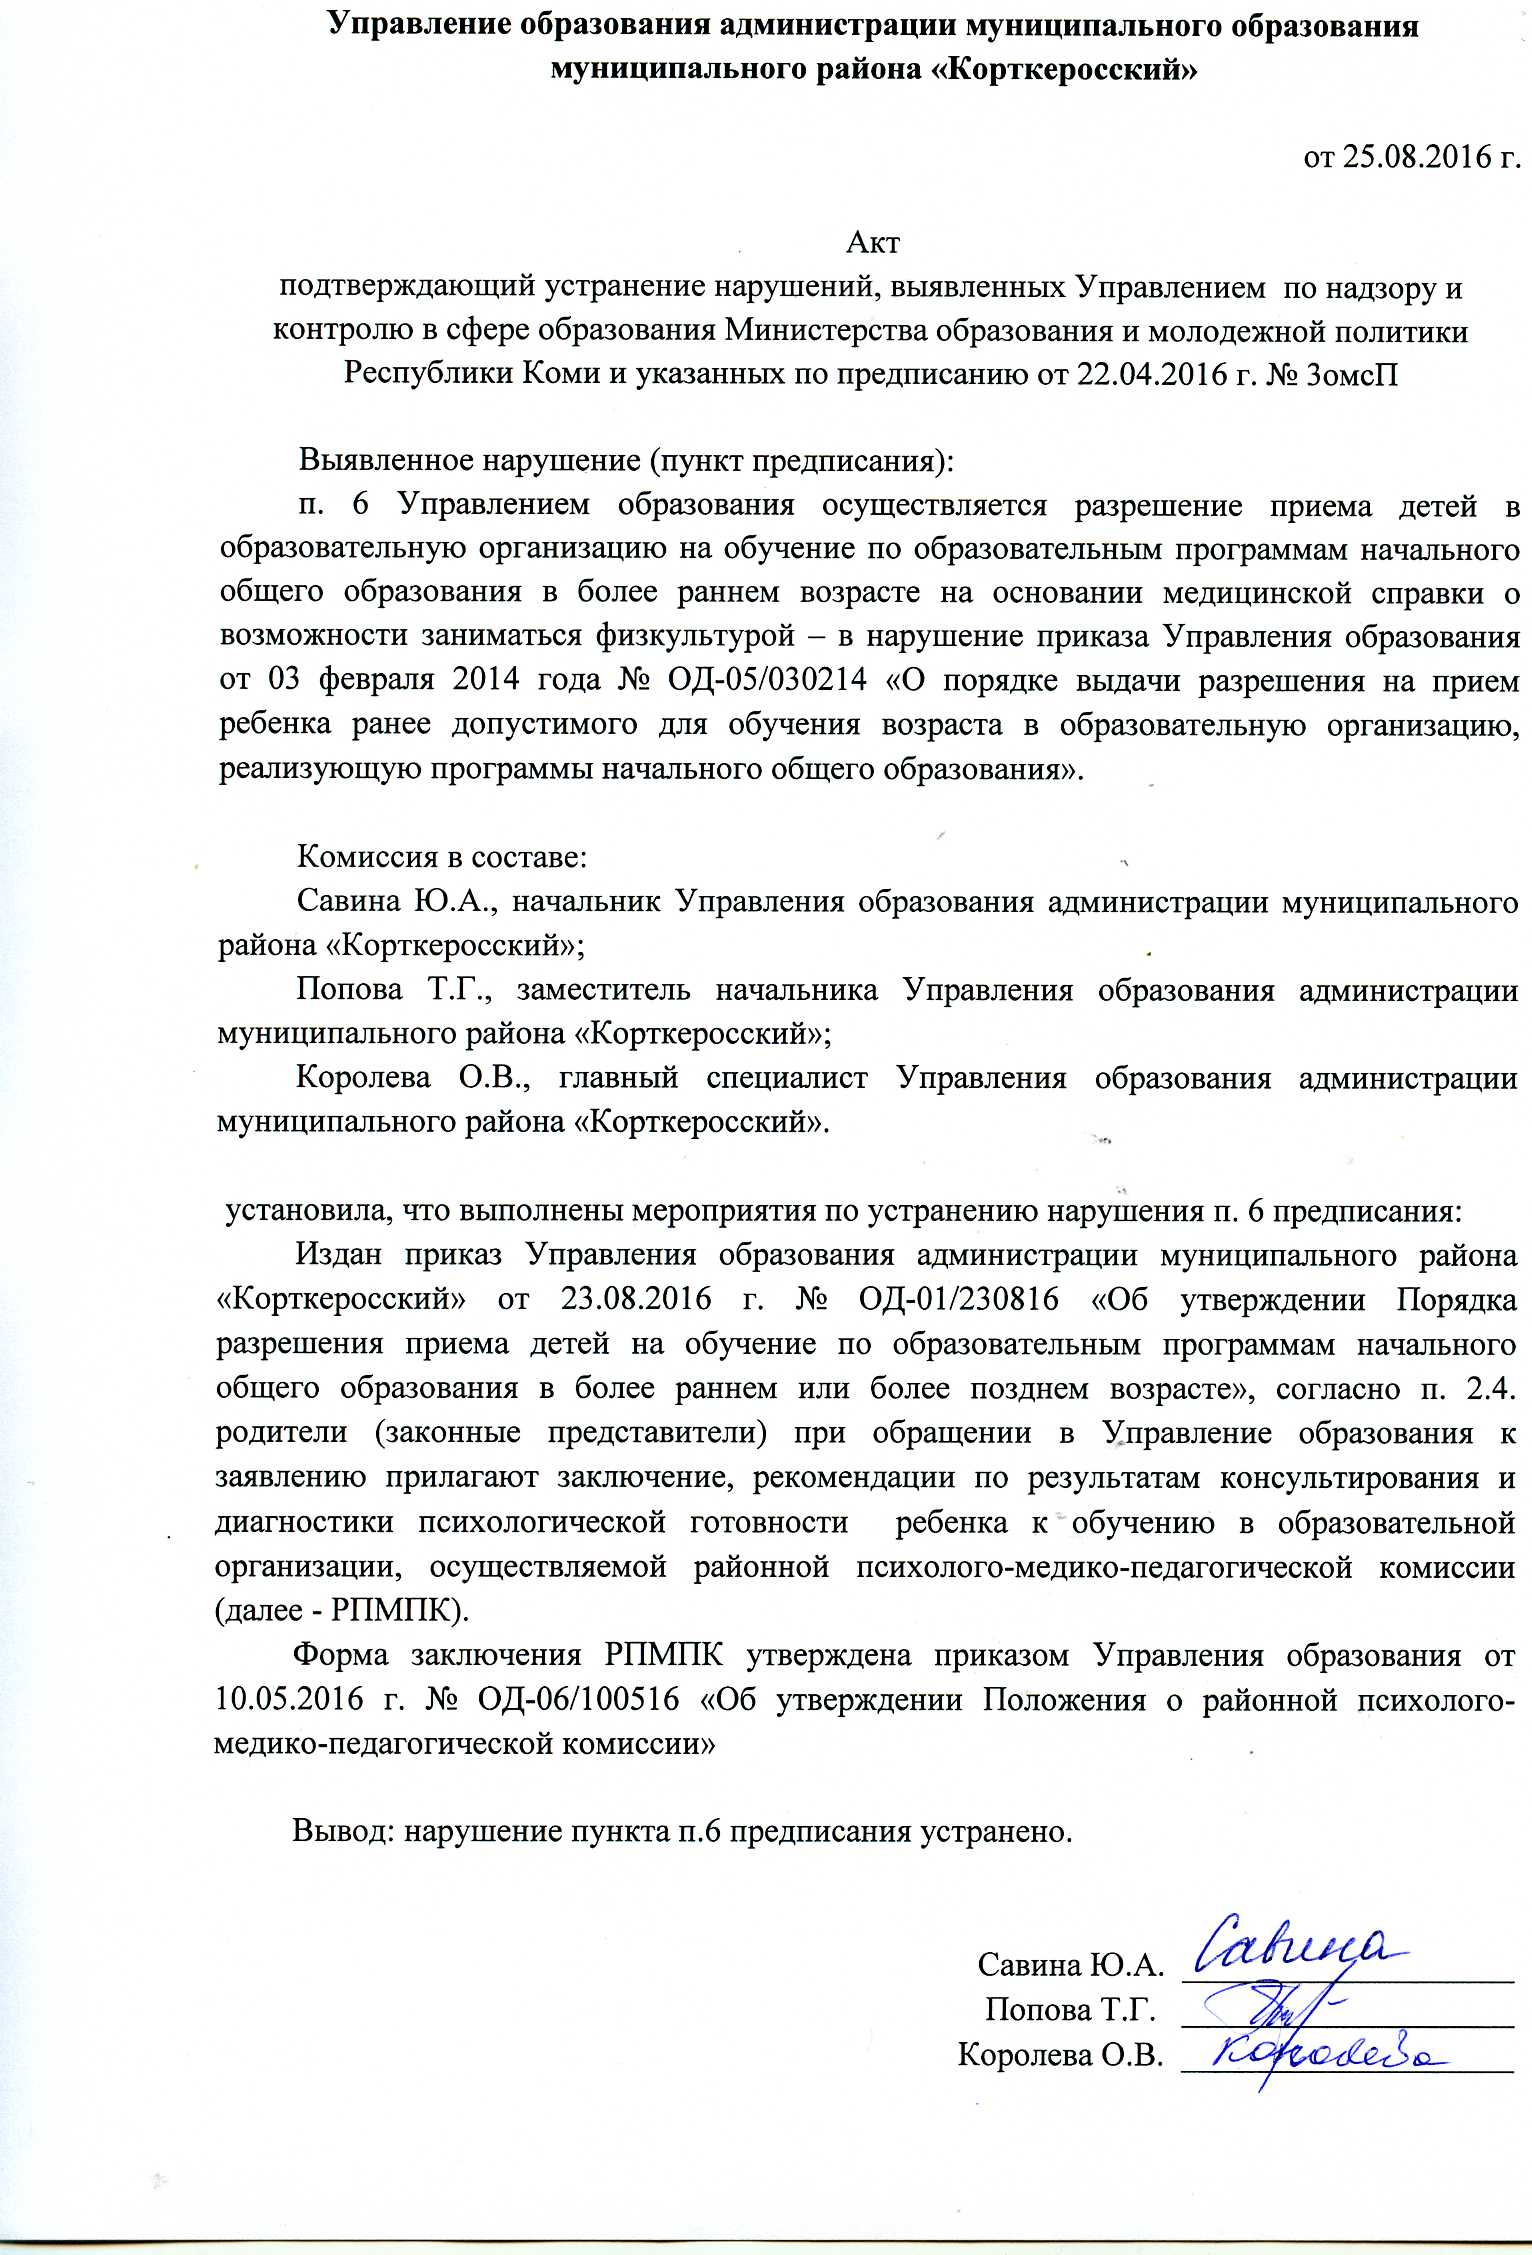 Управление образования администрации муниципального образования
муниципального района «Корткеросский»
от 25.08.2016 г.
Акт
подтверждающий устранение нарушений, выявленных Управлением по надзору и
контролю в сфере образования Министерства образования и молодежной политики
Республики Коми и указанных по предписанию от 22.04.2016 г. № 3омсП
Выявленное нарушение (пункт предписания):
п. 6 Управлением образования осуществляется разрешение приема детей в
образовательную организацию на обучение по образовательным программам начального
общего образования в более раннем возрасте на основании медицинской справки о
возможности заниматься физкультурой – в нарушение приказа Управления образования
от 03 февраля 2014 года № ОД-05/030214 «О порядке выдачи разрешения на прием
ребенка ранее допустимого для обучения возраста в образовательную организацию,
реализующую программы начального общего образования».
Комиссия в составе:
Савина Ю.А., начальник Управления образования администрации муниципального
района «Корткеросский»;
Попова Т.Г., заместитель начальника Управления образования администрации
муниципального района «Корткеросский»;
Королева О.В., главный специалист Управления образования администрации
муниципального района «Корткеросский».
установила, что выполнены мероприятия по устранению нарушения п. 6 предписания:
Издан приказ Управления образования администрации муниципального района
«Корткеросский» от 23.08.2016 г. № ОД-01/230816 «Об утверждении Порядка
разрешения приема детей на обучение по образовательным программам начального
общего образования в более раннем или более позднем возрасте», согласно п. 2.4.
родители (законные представители) при обращении в Управление образования к
заявлению прилагают заключение, рекомендации по результатам консультирования и
диагностики психологической готовности ребенка к обучению в образовательной
организации, осуществляемой районной психолого-медико-педагогической комиссии
(далее - РПМПК).
Форма заключения РПМПК утверждена приказом Управления образования от
10.05.2016 г. № ОД-06/100516 «Об утверждении Положения о районной психолого-
медико-педагогической комиссии»
Вывод: нарушение пункта п.6 предписания устранено.
Савина Ю.А. Савина
Попова Т.Г.
Королева О.В. Королева